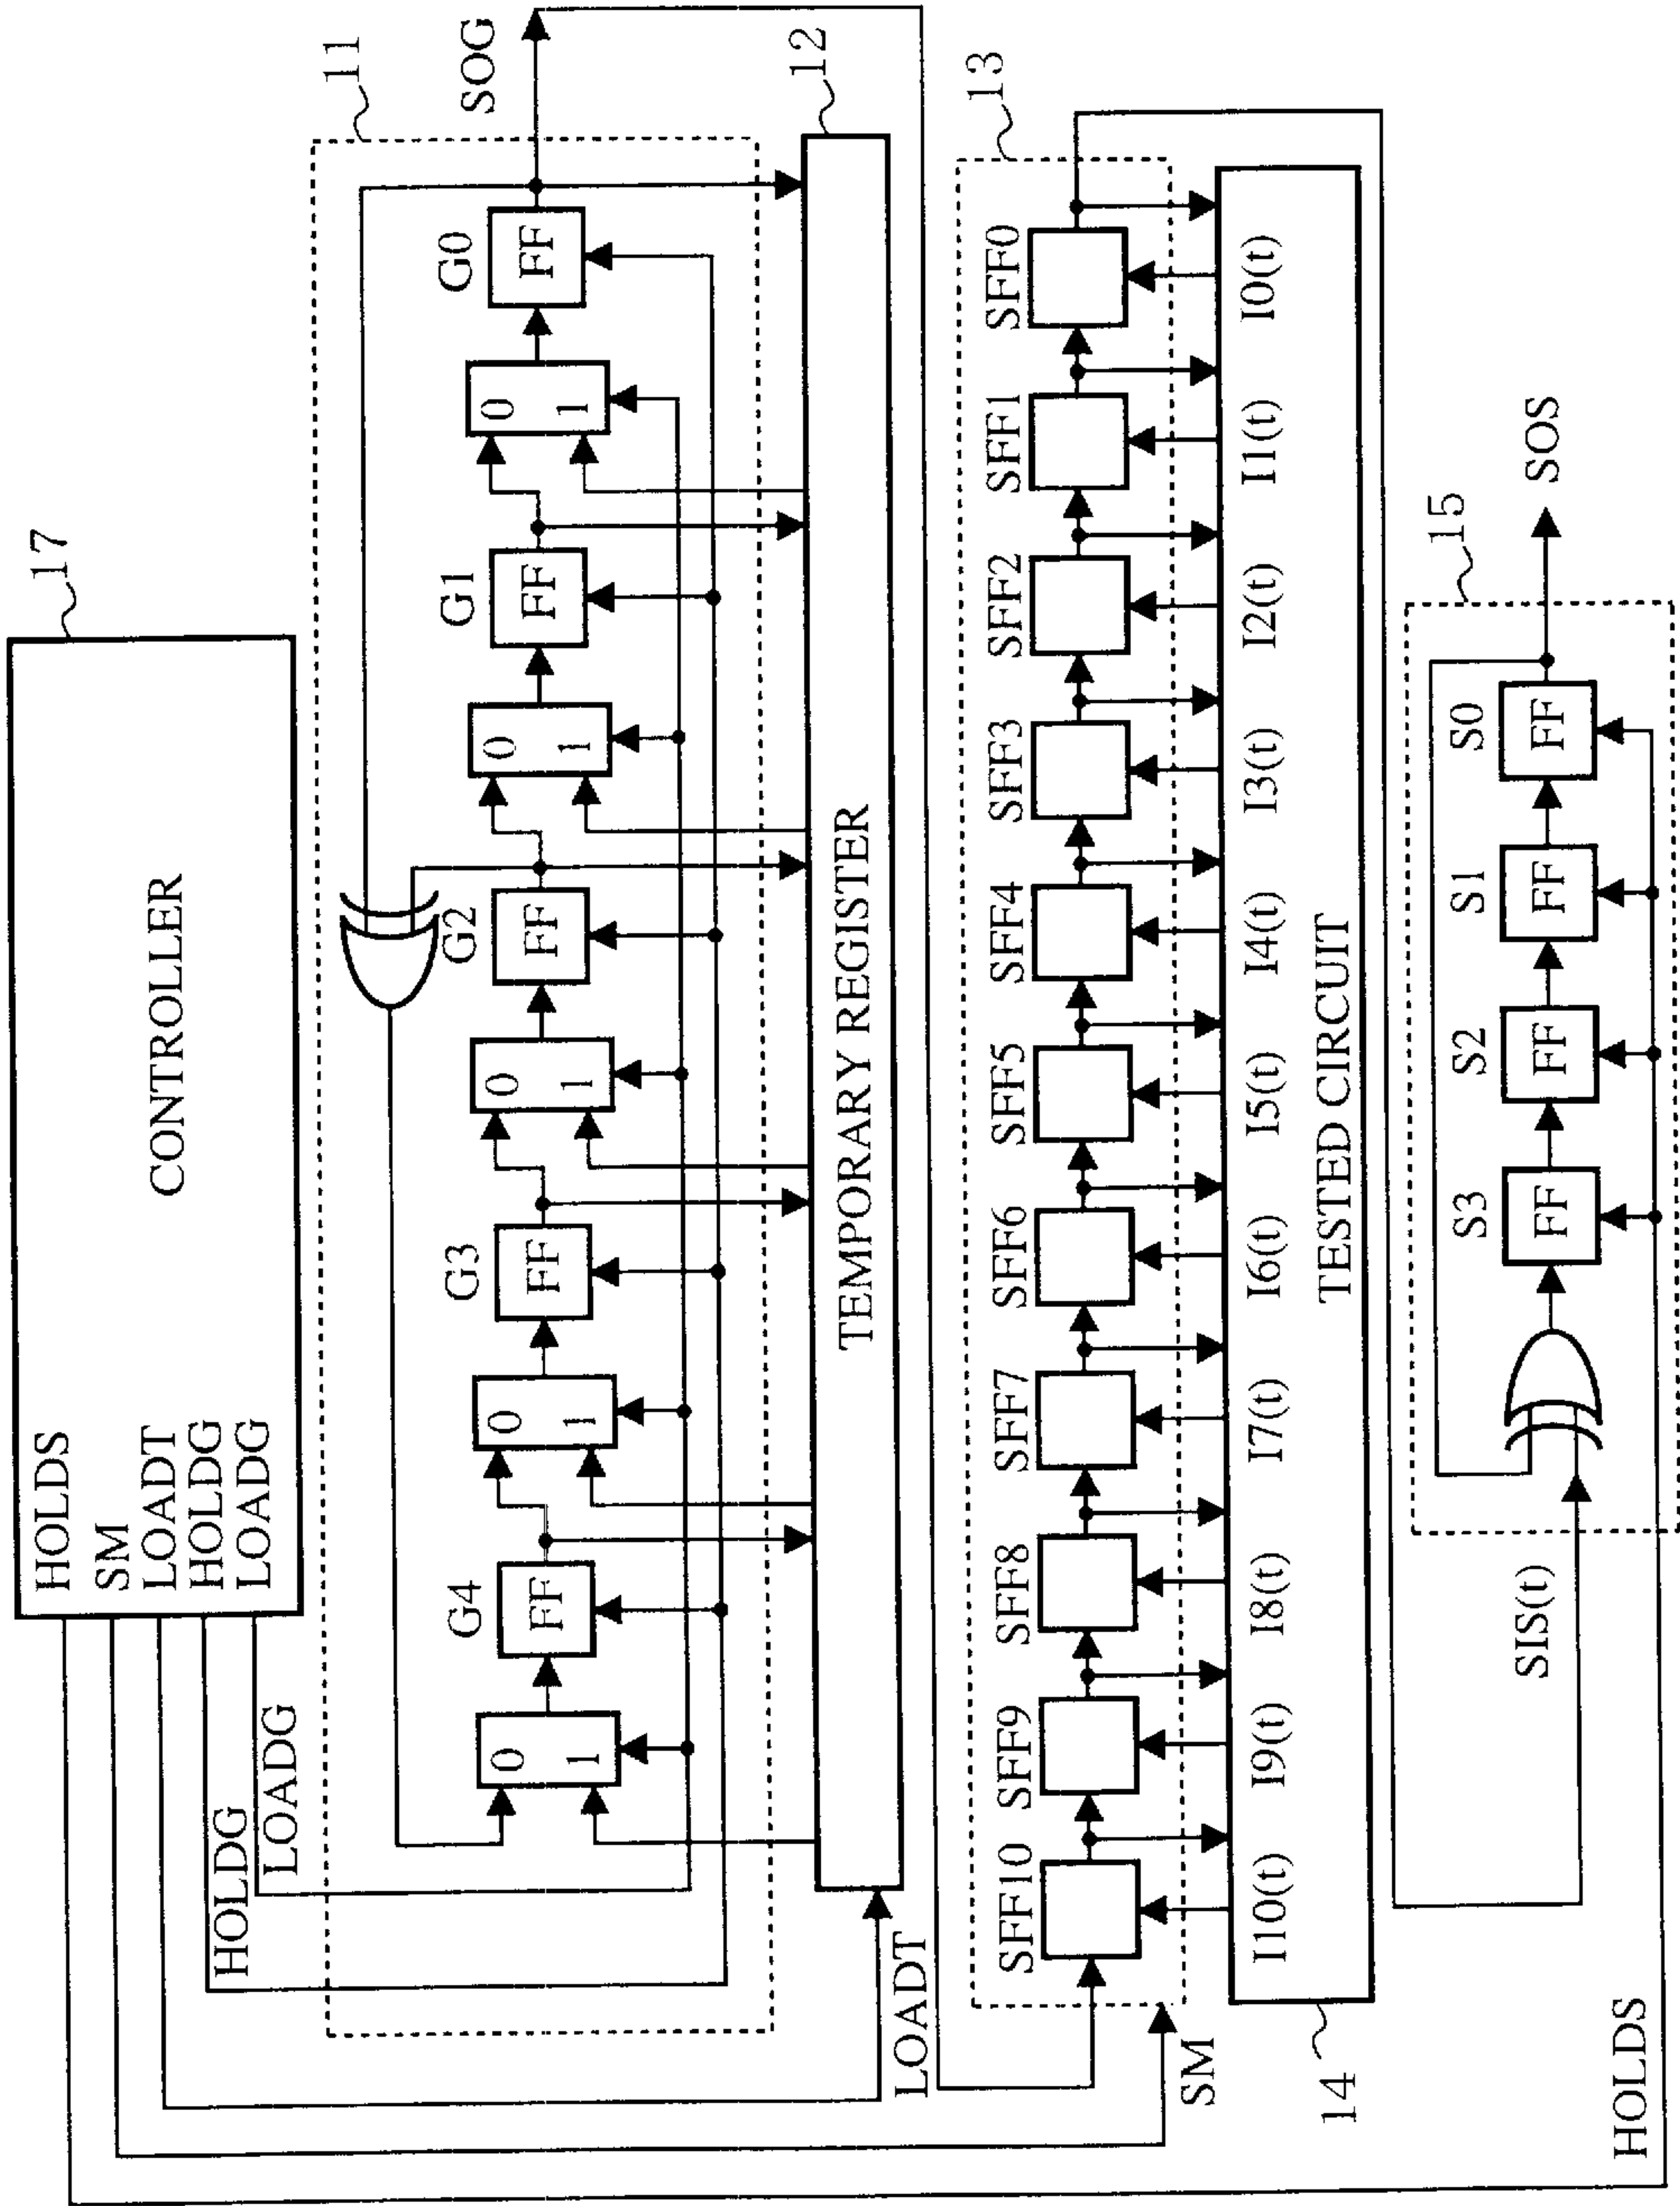 17
CONTROLLER
HOLDS
SM
LOADT
HOLDG
LOADG
HOLDG
LOADG
11
SOG
G4
G3
G2
G1
G0
FF
FF
FF
FF
FF
0
1
0
1
0
1
0
1
0
1
12
TEMPORARY REGISTER
LOADT
13
SFF10
SFF9
SFF8
SFF7
SFF6
SFF5
SFF4
SFF3
SFF2
SFF1
SFF0
SM
I10(t)
I9(t)
I8(t)
I7(t)
I6(t)
I5(t)
I4(t)
I3(t)
I2(t)
I1(t)
I0(t)
TESTED CIRCUIT
14
SIS(t)
15
S3
S2
S1
S0
FF
FF
FF
FF
SOS
HOLDS